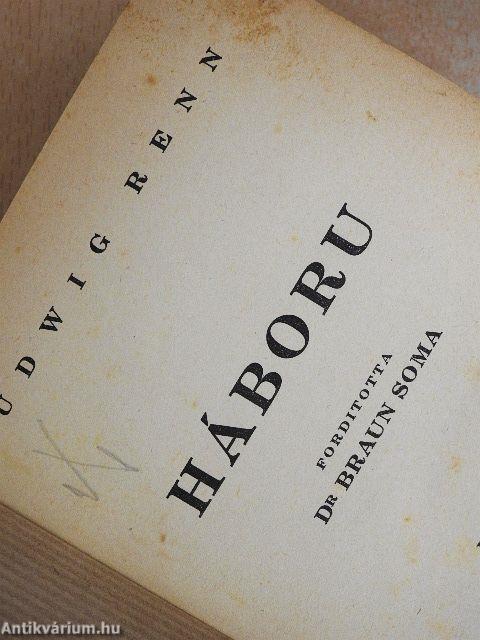 UDWIG RENN
HÁBORU
FORDITOTTA
DR BRAUN SOMA
Antikvárium.hu